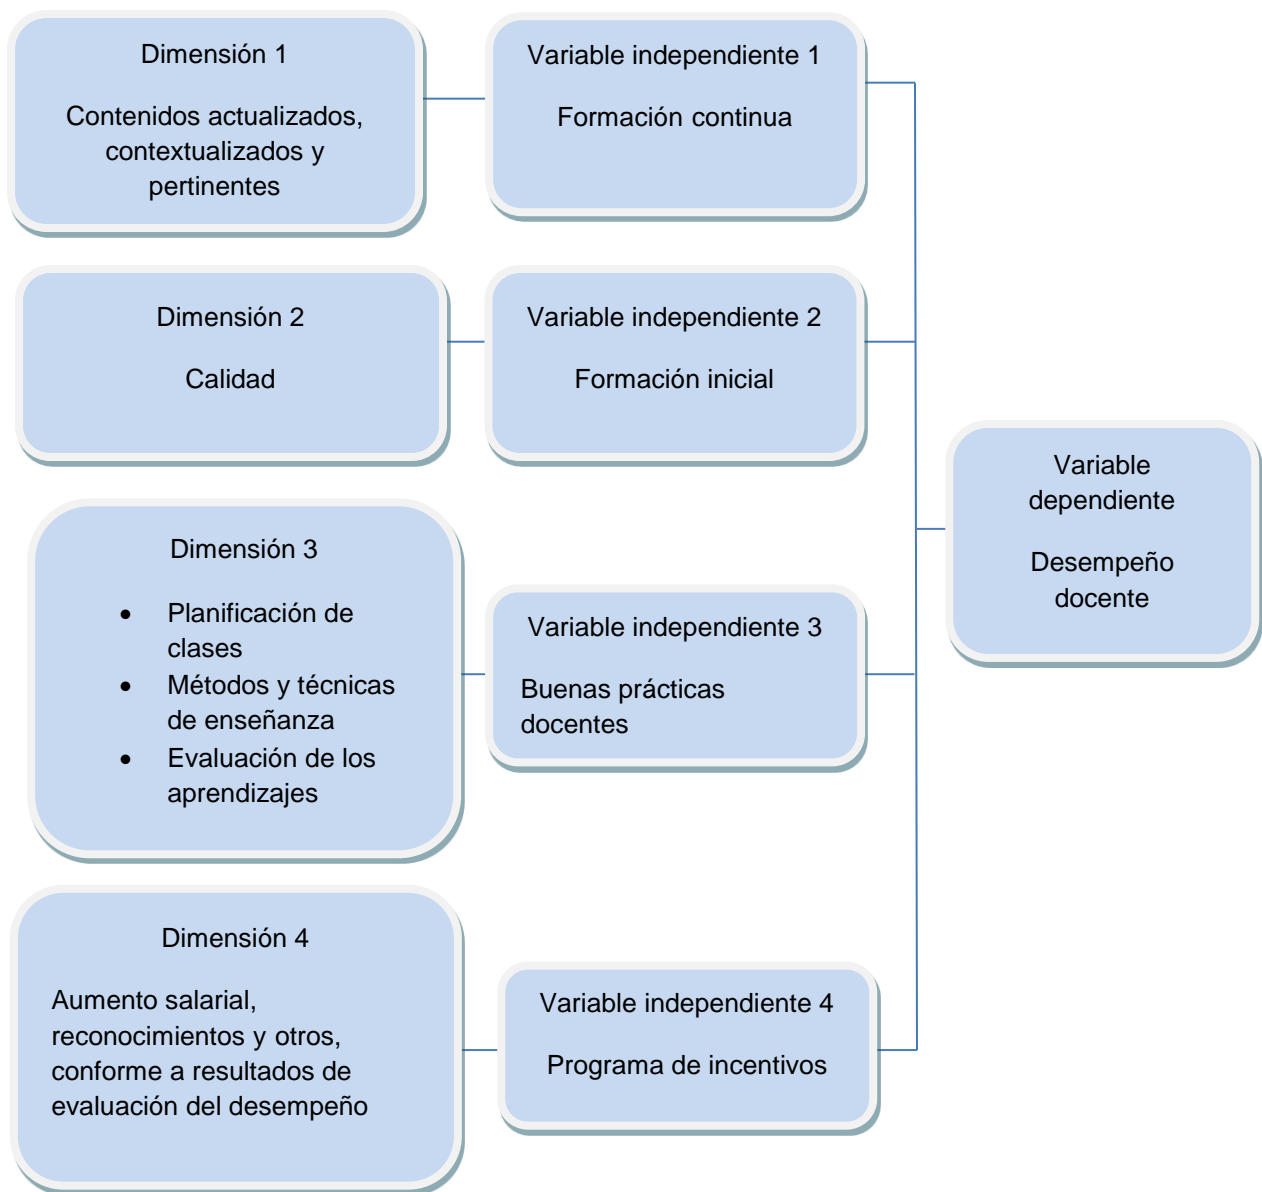 Dimensión 1
Contenidos actualizados,
contextualizados y
pertinentes
Variable independiente 1
Formación continua
Dimensión 2
Calidad
Variable independiente 2
Formación inicial
Dimensión 3
• Planificación de
clases
• Métodos y técnicas
de enseñanza
• Evaluación de los
aprendizajes
Variable independiente 3
Buenas prácticas
docentes
Dimensión 4
Aumento salarial,
reconocimientos y otros,
conforme a resultados de
evaluación del desempeño
Variable independiente 4
Programa de incentivos
Variable
dependiente
Desempeño
docente